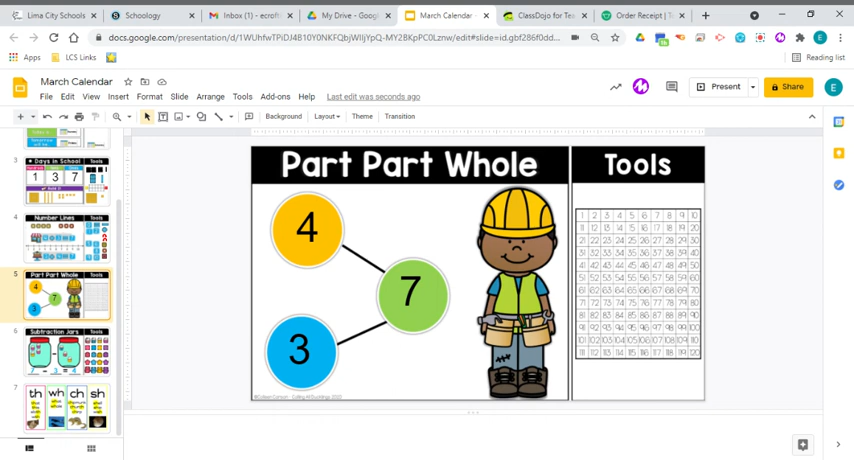 Lima City Schools
Schoology
Inbox (1) - ecroft
My Drive - Goog
March Calendar -
ClassDojo for Te
Order Receipt | T
docs.google.com/presentation/d/1WUhfwTPiDJ4B10Y0NKFQbjWlIjYpQ-MY2BKpPC0Lznw/edit#slide=id.gbf286f0dd...
Apps
LCS Links
Reading list
March Calendar
File Edit View Insert Format Slide Arrange Tools Add-ons Help
Last edit was seconds ago
Present
Share
E
Background Layout Theme Transition
3
Days in School Tools
1 3 7
4
Number Lines Tools
5
Part Part Whole Tools
4
7
3
6
Subtraction Jars Tools
7 - 3 = 4
7
th wh ch sh
Part Part Whole
4
7
3
Tools
1 2 3 4 5 6 7 8 9 10
11 12 13 14 15 16 17 18 19 20
21 22 23 24 25 26 27 28 29 30
31 32 33 34 35 36 37 38 39 40
41 42 43 44 45 46 47 48 49 50
51 52 53 54 55 56 57 58 59 60
61 62 63 64 65 66 67 68 69 70
71 72 73 74 75 76 77 78 79 80
81 82 83 84 85 86 87 88 89 90
91 92 93 94 95 96 97 98 99 100
101 102 103 104 105 106 107 108 109 110
111 112 113 114 115 116 117 118 119 120